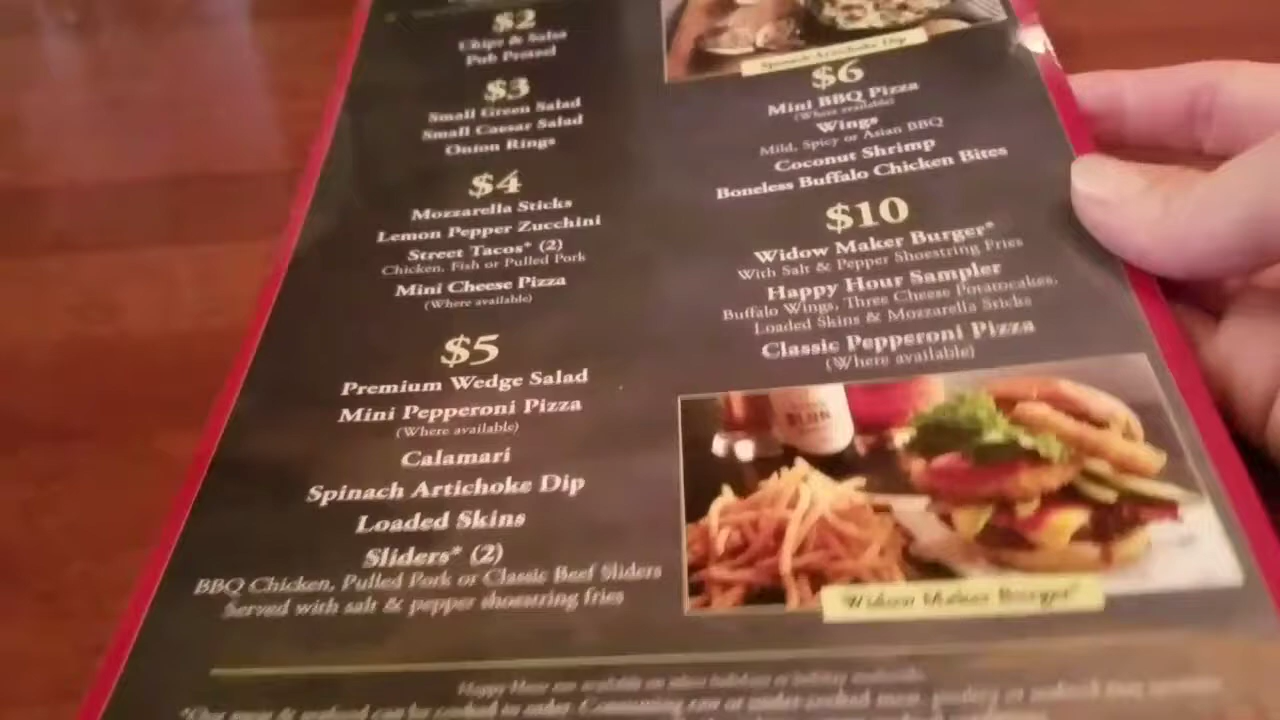 $2
Chips & Salsa
Pub Pretzel
$3
Small Green Salad
Small Caesar Salad
Onion Rings
$4
Mozzarella Sticks
Lemon Pepper Zucchini
Street Tacos* (2)
Chicken, Fish or Pulled Pork
Mini Cheese Pizza
(Where available)
$5
Premium Wedge Salad
Mini Pepperoni Pizza
(Where available)
Calamari
Spinach Artichoke Dip
Loaded Skins
Sliders* (2)
BBQ Chicken, Pulled Pork or Classic Beef Sliders
Served with salt & pepper shoestring fries
Spinach Artichoke Dip
$6
Mini BBQ Pizza
(Where available)
Wings
Mild, Spicy or Asian BBQ
Coconut Shrimp
Boneless Buffalo Chicken Bites
$10
Widow Maker Burger*
With Salt & Pepper Shoestring Fries
Happy Hour Sampler
Buffalo Wings, Three Cheese Potatocakes,
Loaded Skins & Mozzarella Sticks
Classic Pepperoni Pizza
(Where available)
Widow Maker Burger*
Happy Hour not available on